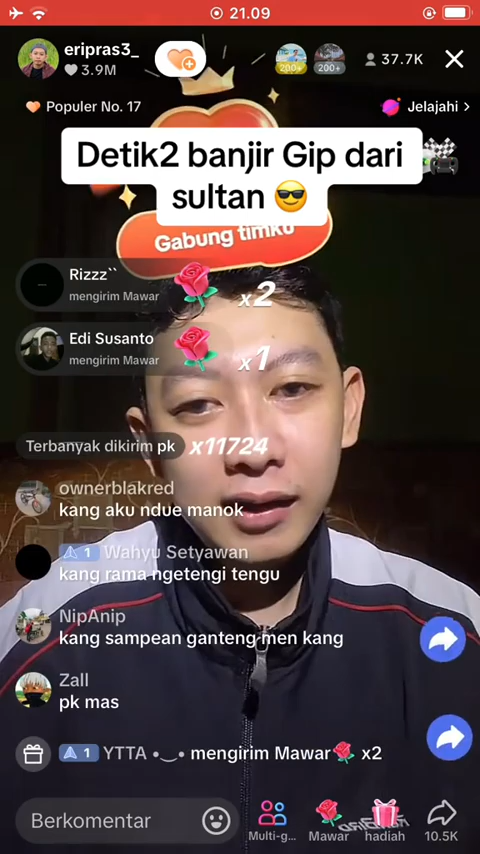 21.09
eripras3_
3.9M
200+
200+
37.7K
Populer No. 17
Jelajahi >
Detik2 banjir Gip dari
sultan 😎
Gabung timku
Rizzz``
mengirim Mawar
x2
Edi Susanto
mengirim Mawar
x1
Terbanyak dikirim pk x11724
ownerblakred
kang aku ndue manok
1 Wahyu Setyawan
kang rama ngetengi tengu
NipAnip
kang sampean ganteng men kang
Zall
pk mas
1 YTTA •‿• mengirim Mawar🌹 x2
Berkomentar
Multi-g...
Mawar
hadiah
10.5K